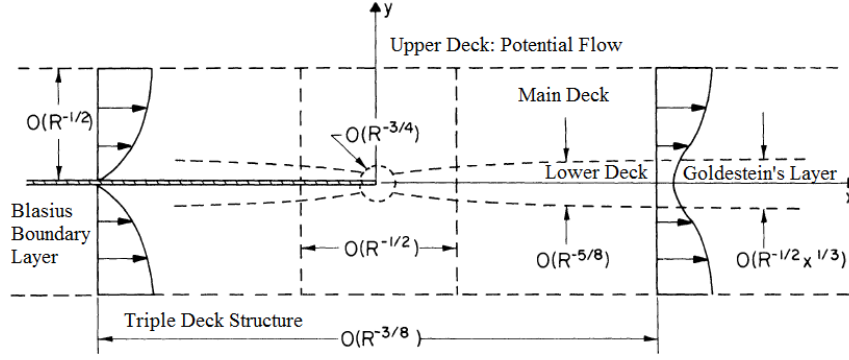 y
Upper Deck: Potential Flow
Main Deck
O(R^-1/2)
O(R^-3/4)
Lower Deck
Goldestein's Layer
x
Blasius
Boundary
Layer
O(R^-1/2)
O(R^-5/8)
O(R^-1/2 x^1/3)
Triple Deck Structure
O(R^-3/8)